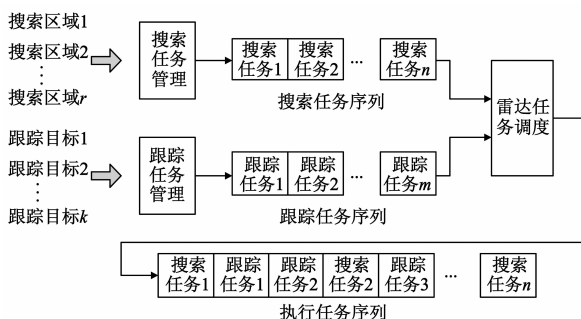 搜索区域1
搜索区域2
⋮
搜索区域r
搜索
任务
管理
搜索
任务1
搜索
任务2
...
搜索
任务n
搜索任务序列
雷达任
务调度
跟踪目标1
跟踪目标2
⋮
跟踪目标k
跟踪
任务
管理
跟踪
任务1
跟踪
任务2
...
跟踪
任务m
跟踪任务序列
搜索
任务1
跟踪
任务1
跟踪
任务2
搜索
任务2
跟踪
任务3
...
搜索
任务n
执行任务序列